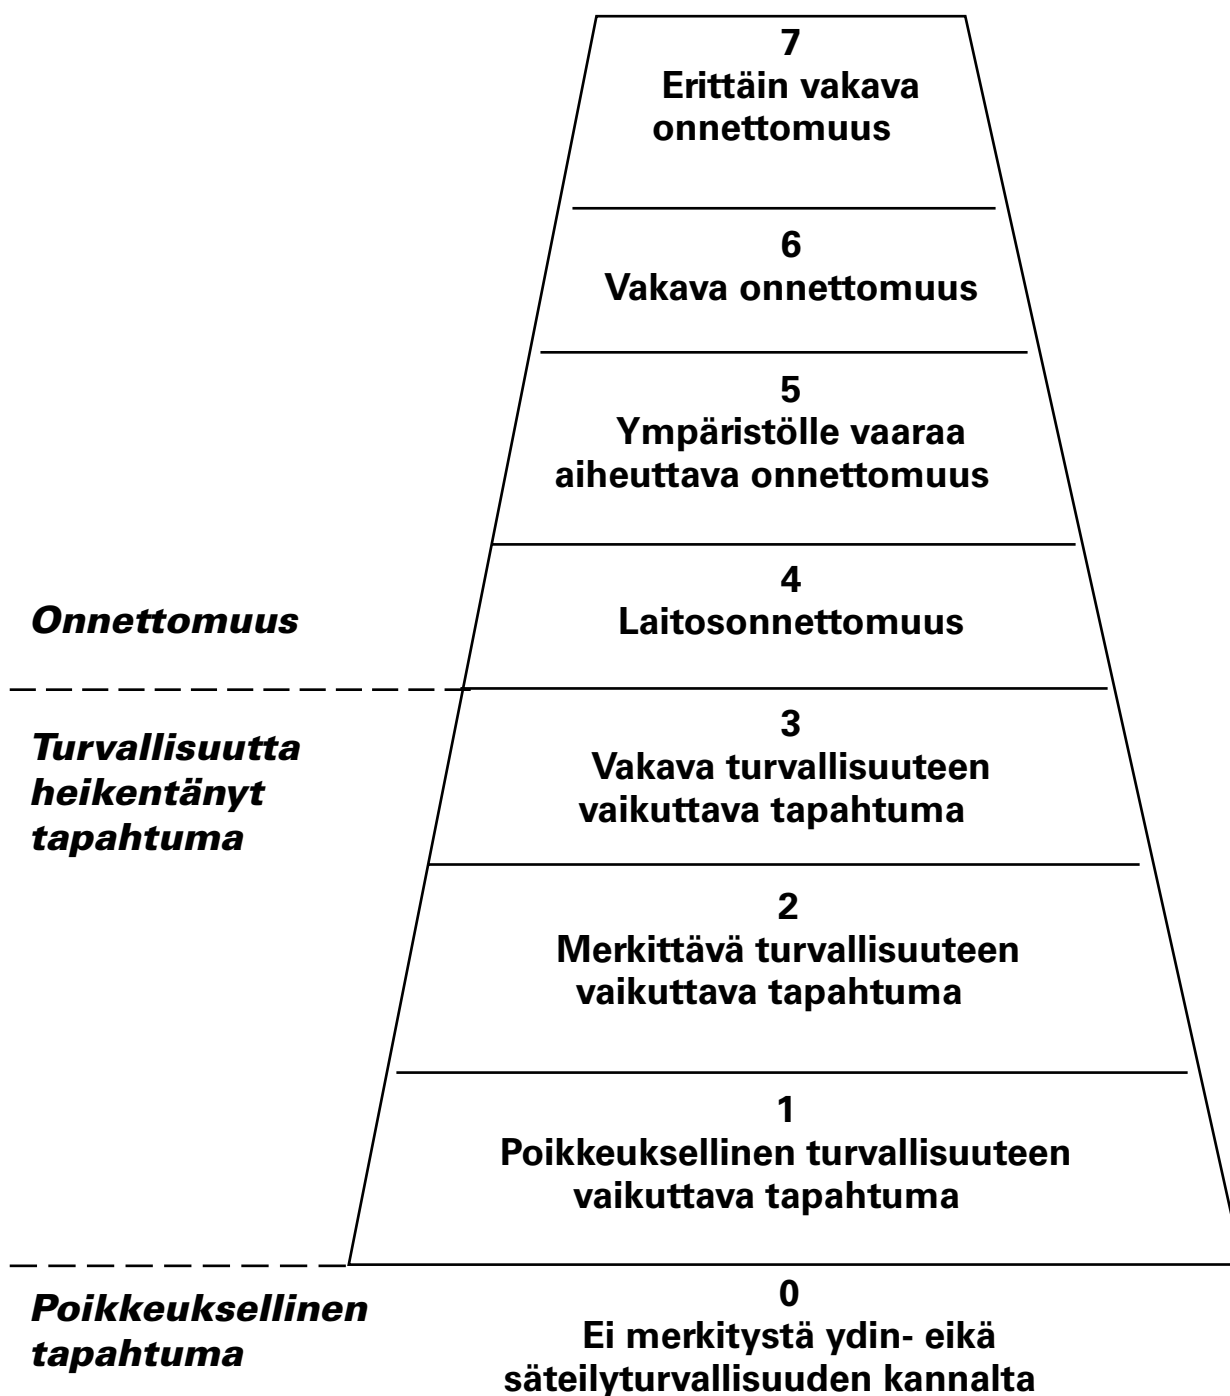 7
Erittäin vakava
onnettomuus
6
Vakava onnettomuus
5
Ympäristölle vaaraa
aiheuttava onnettomuus
4
Laitosonnettomuus
Onnettomuus
3
Vakava turvallisuuteen
vaikuttava tapahtuma
Turvallisuutta
heikentänyt
tapahtuma
2
Merkittävä turvallisuuteen
vaikuttava tapahtuma
1
Poikkeuksellinen turvallisuuteen
vaikuttava tapahtuma
0
Ei merkitystä ydin- eikä
säteilyturvallisuuden kannalta
Poikkeuksellinen
tapahtuma